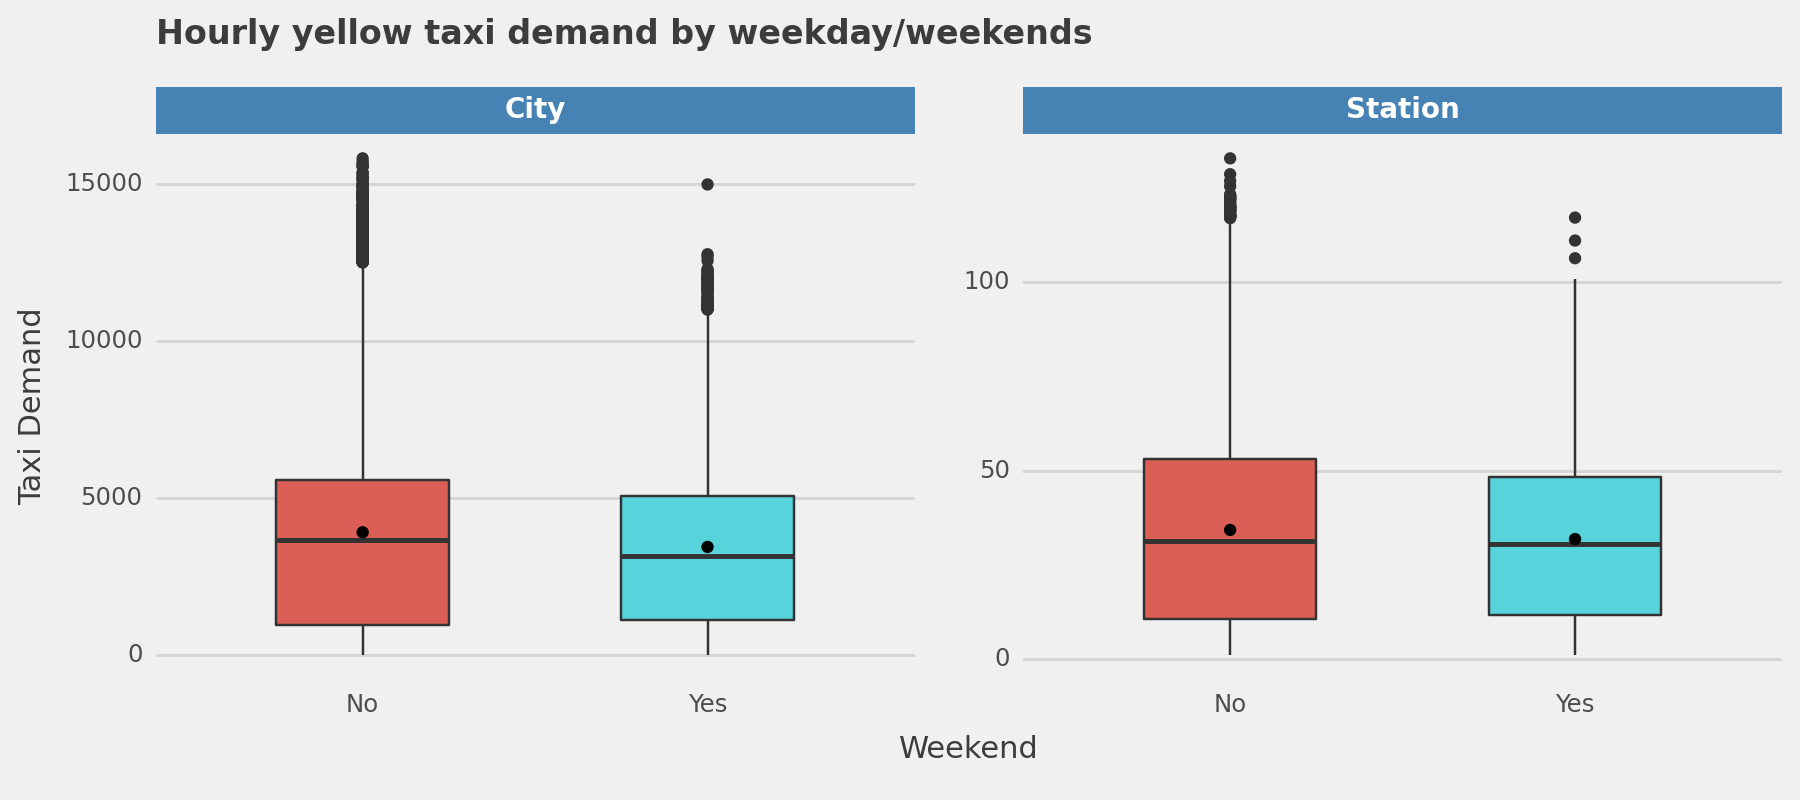 Hourly yellow taxi demand by weekday/weekends
City
Station
Taxi Demand
15000
10000
5000
0
100
50
0
No
Yes
No
Yes
Weekend